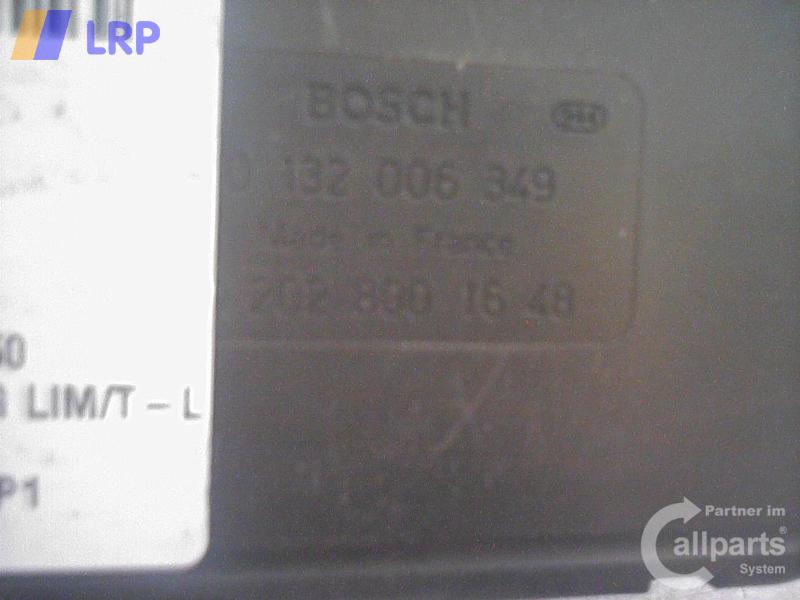 LRP
BOSCH
0 132 006 349
Made in France
202 800 16 48
50
LIM/T-L
P1
Partner im
Callparts®
System